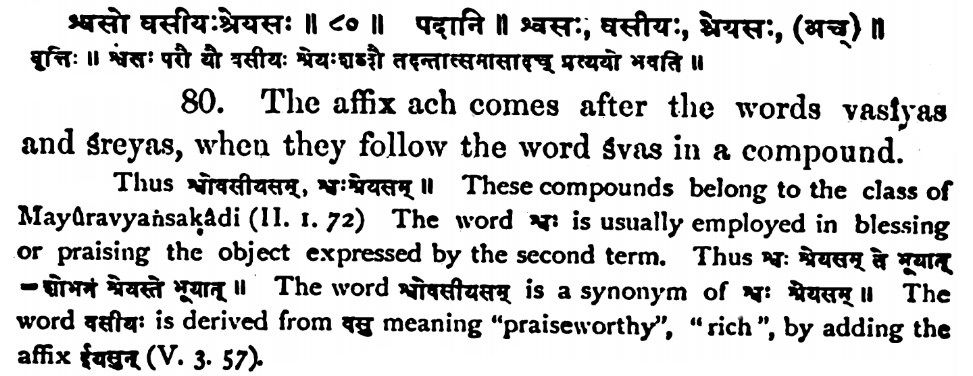 श्वसो घसीयःश्रेयसः ॥ ८० ॥ पदानि ॥ श्वसः, घसीयः, श्रेयसः, (अच्) ॥
वृत्तिः ॥ श्वसः परौ यौ वसीयः श्रेयःशब्दौ तदन्तात्समासादच् प्रत्ययो भवति ॥
80. The affix ach comes after the words vasîyas
and śreyas, when they follow the word śvas in a compound.
Thus श्वोवसीयसम्, श्वःश्रेयसम् ॥ These compounds belong to the class of
Mayûravyaṅsakâdi (II. 1. 72) The word श्वः is usually employed in blessing
or praising the object expressed by the second term. Thus श्वः श्रेयसम् ते भूयात्
=शोभनं श्रेयस्ते भूयात् ॥ The word श्वोवसीयसम् is a synonym of श्वः श्रेयसम् ॥ The
word वसीयः is derived from वसु meaning "praiseworthy", "rich", by adding the
affix ईयसुन् (V. 3. 57).